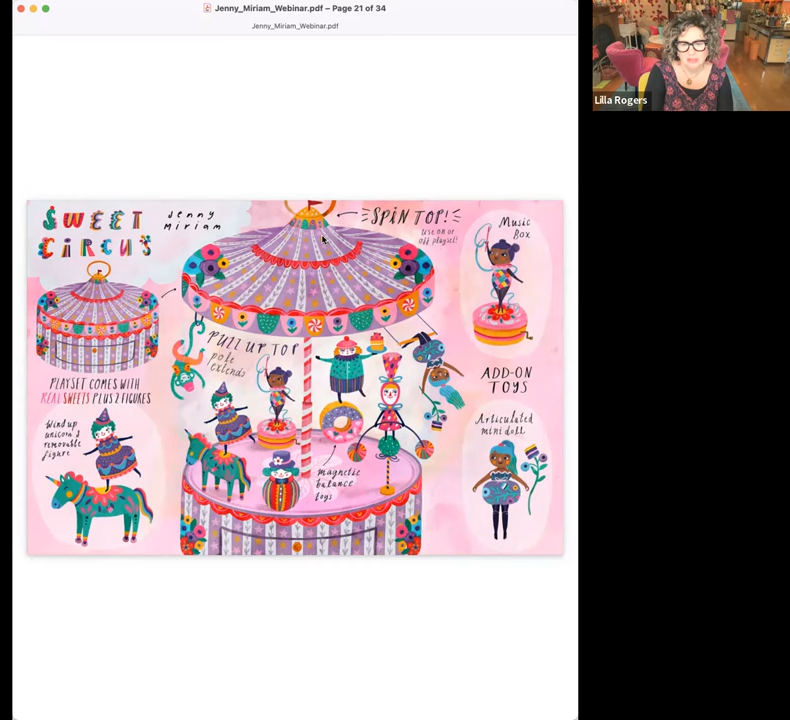 Jenny_Miriam_Webinar.pdf – Page 21 of 34
Jenny_Miriam_Webinar.pdf
Lilla Rogers
SWEET
CIRCUS
Jenny
Miriam
SPIN TOP!
Use on or
off playset!
Music
Box
PULL UP TOP
pole
extends
PLAYSET COMES WITH
REAL SWEETS PLUS 2 FIGURES
ADD-ON
TOYS
Wind up
unicorn &
removable
figure
Articulated
mini doll
magnetic
balance
toys